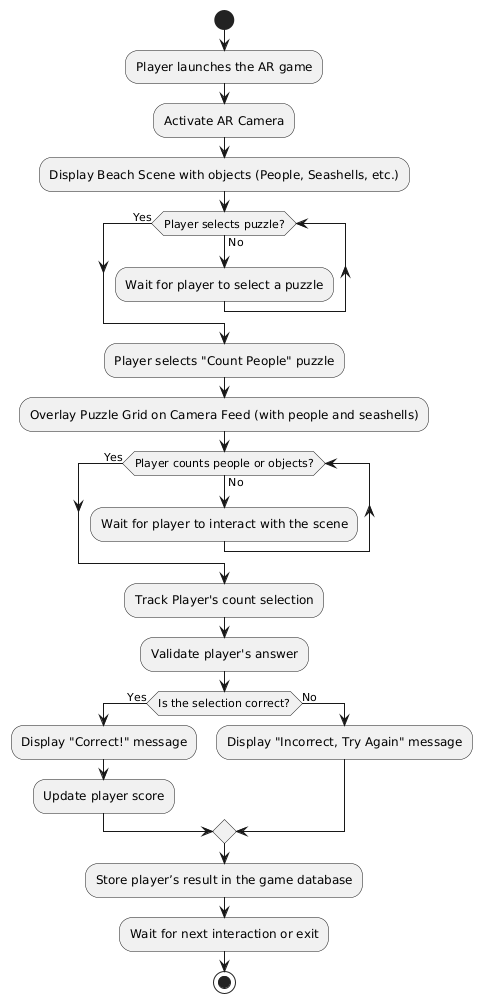 Player launches the AR game
Activate AR Camera
Display Beach Scene with objects (People, Seashells, etc.)
Yes
Player selects puzzle?
No
Wait for player to select a puzzle
Player selects "Count People" puzzle
Overlay Puzzle Grid on Camera Feed (with people and seashells)
Yes
Player counts people or objects?
No
Wait for player to interact with the scene
Track Player's count selection
Validate player's answer
Yes
Is the selection correct?
No
Display "Correct!" message
Display "Incorrect, Try Again" message
Update player score
Store player’s result in the game database
Wait for next interaction or exit